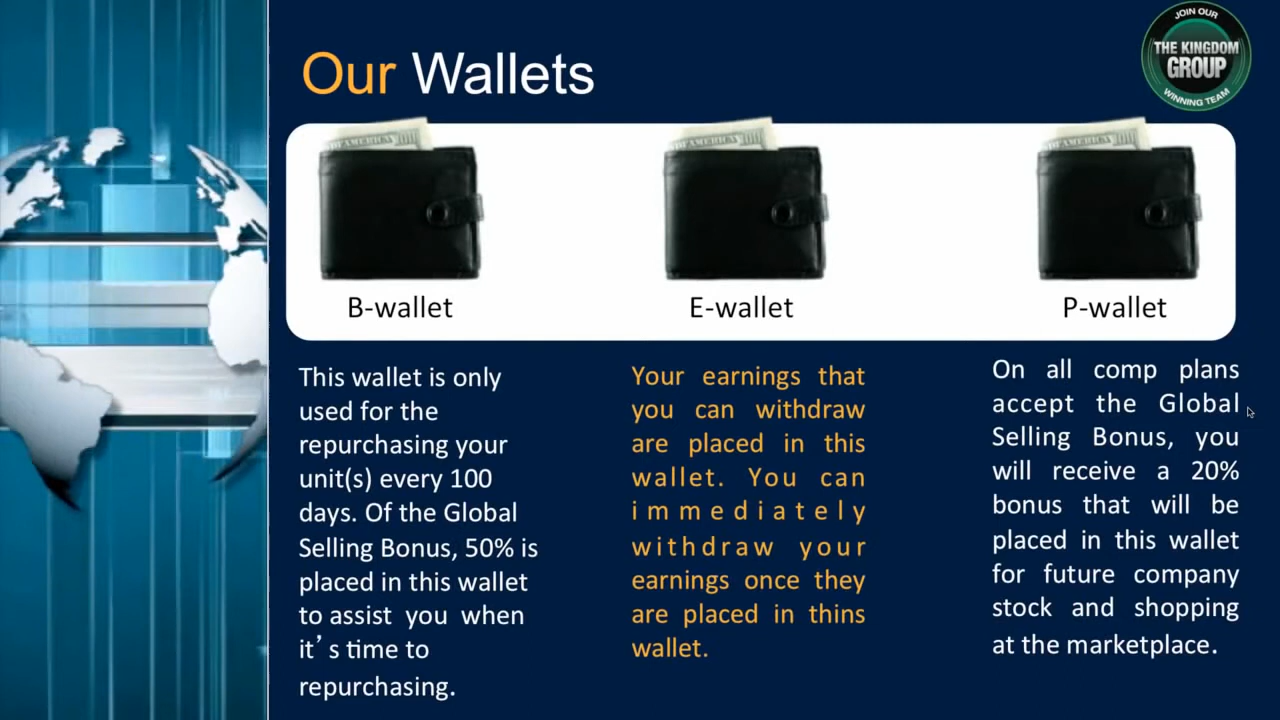 Our Wallets
JOIN OUR
THE KINGDOM
GROUP
WINNING TEAM
B-wallet
E-wallet
P-wallet
This wallet is only
used for the
repurchasing your
unit(s) every 100
days. Of the Global
Selling Bonus, 50% is
placed in this wallet
to assist you when
it’s time to
repurchasing.
Your earnings that
you can withdraw
are placed in this
wallet. You can
immediately
withdraw your
earnings once they
are placed in thins
wallet.
On all comp plans
accept the Global
Selling Bonus, you
will receive a 20%
bonus that will be
placed in this wallet
for future company
stock and shopping
at the marketplace.